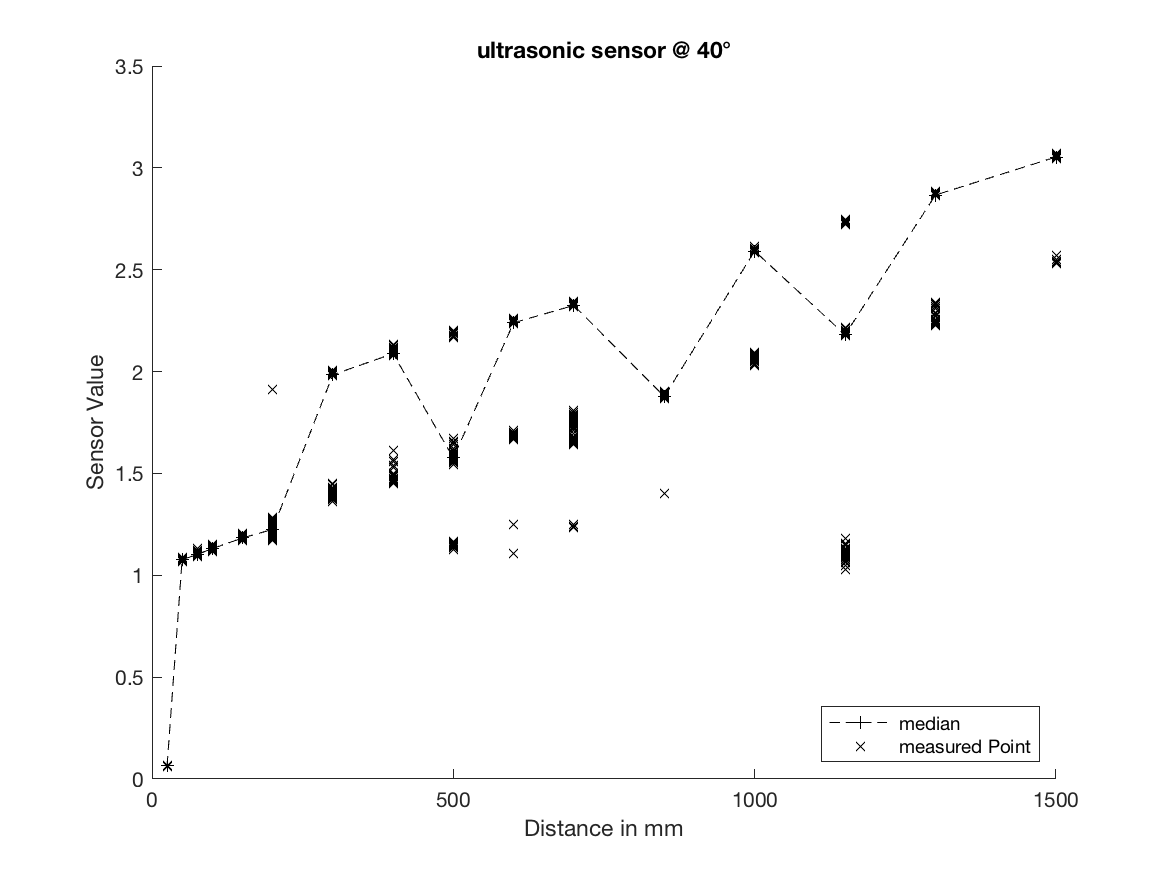 ultrasonic sensor @ 40°
3.5
3
2.5
2
1.5
1
0.5
0
Sensor Value
0 500 1000 1500
Distance in mm
median
measured Point